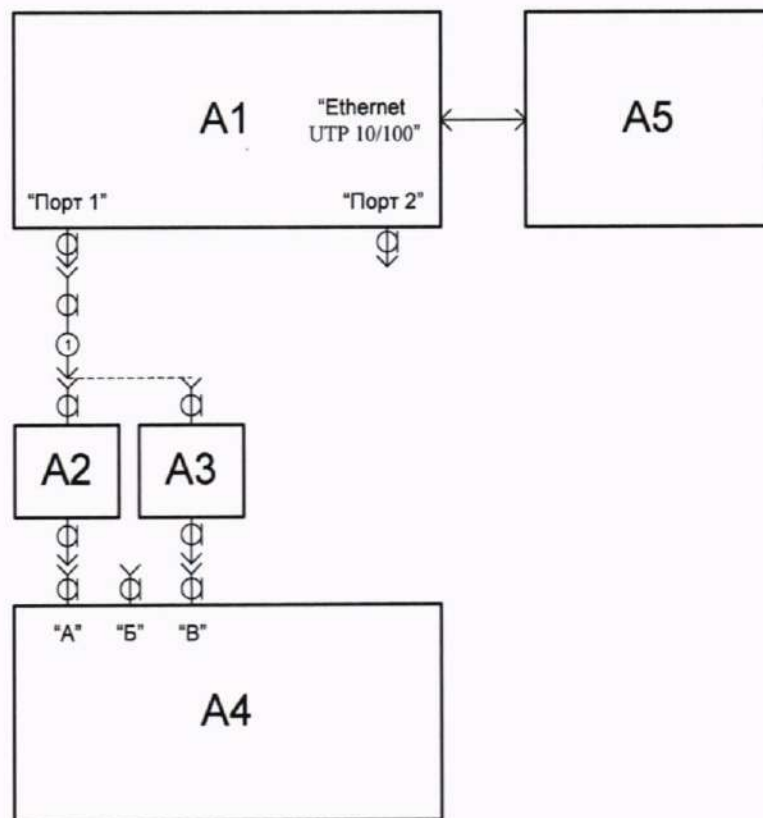 A1
“Ethernet
UTP 10/100”
A5
“Порт 1”
“Порт 2”
1
A2
A3
“А”
“Б”
“В”
A4